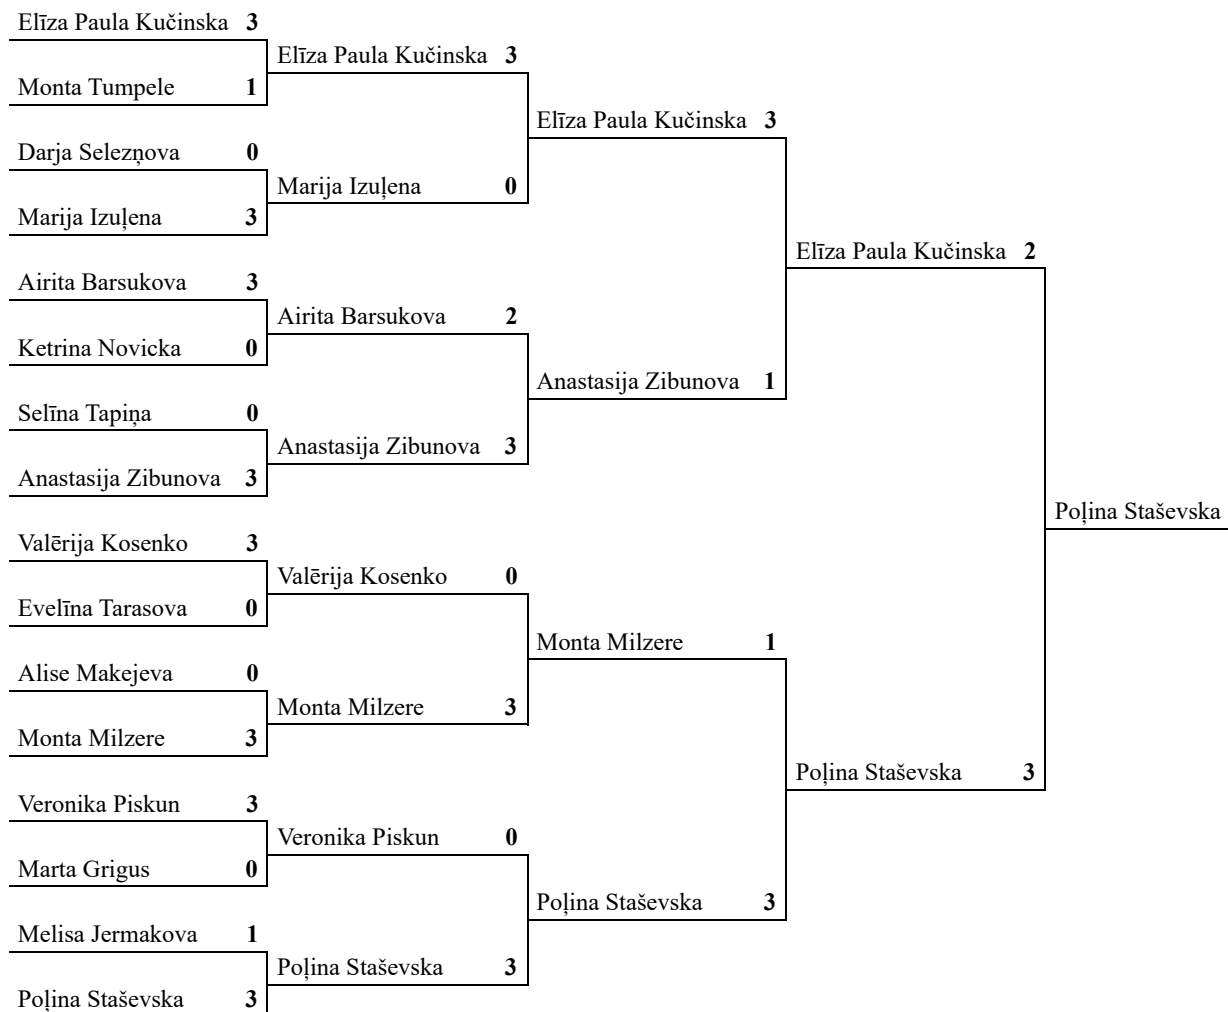 Elīza Paula Kučinska 3
Monta Tumpele 1
Darja Selezņova 0
Marija Izuļena 3
Airita Barsukova 3
Ketrina Novicka 0
Selīna Tapiņa 0
Anastasija Zibunova 3
Valērija Kosenko 3
Evelīna Tarasova 0
Alise Makejeva 0
Monta Milzere 3
Veronika Piskun 3
Marta Grigus 0
Melisa Jermakova 1
Poļina Staševska 3
Elīza Paula Kučinska 3
Marija Izuļena 0
Airita Barsukova 2
Anastasija Zibunova 3
Valērija Kosenko 0
Monta Milzere 3
Veronika Piskun 0
Poļina Staševska 3
Elīza Paula Kučinska 3
Anastasija Zibunova 1
Monta Milzere 1
Poļina Staševska 3
Elīza Paula Kučinska 2
Poļina Staševska 3
Poļina Staševska